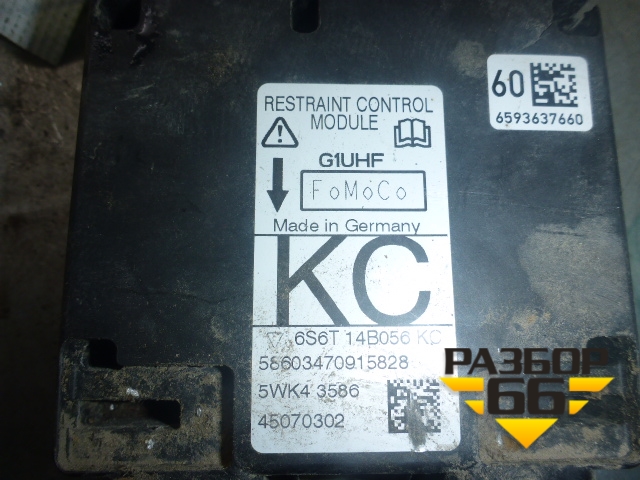 60
6593637660
RESTRAINT CONTROL
MODULE
G1UHF
FoMoCo
Made in Germany
KC
6S6T 14B056 KC
58603470915828
5WK4 3586
45070302
РАЗБОР
66